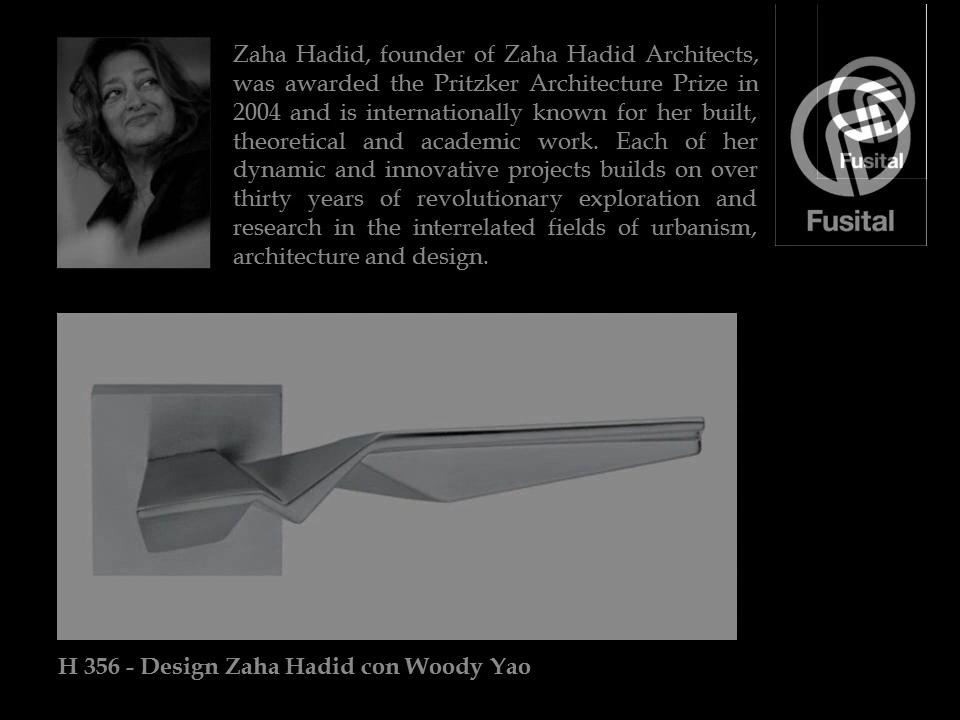 Zaha Hadid, founder of Zaha Hadid Architects,
was awarded the Pritzker Architecture Prize in
2004 and is internationally known for her built,
theoretical and academic work. Each of her
dynamic and innovative projects builds on over
thirty years of revolutionary exploration and
research in the interrelated fields of urbanism,
architecture and design.
Fusital
Fusital
H 356 - Design Zaha Hadid con Woody Yao